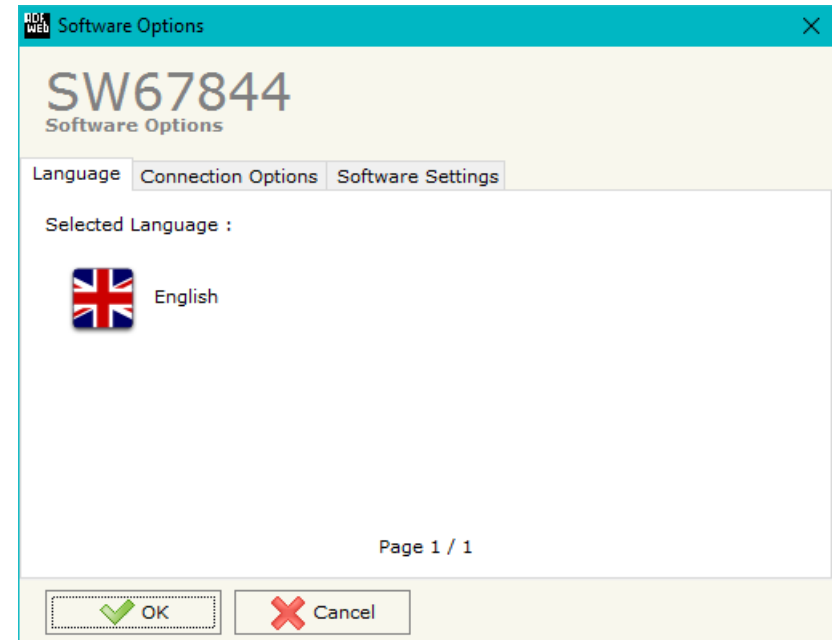 ADF
WEB Software Options
SW67844
Software Options
Language Connection Options Software Settings
Selected Language :
English
Page 1 / 1
OK Cancel